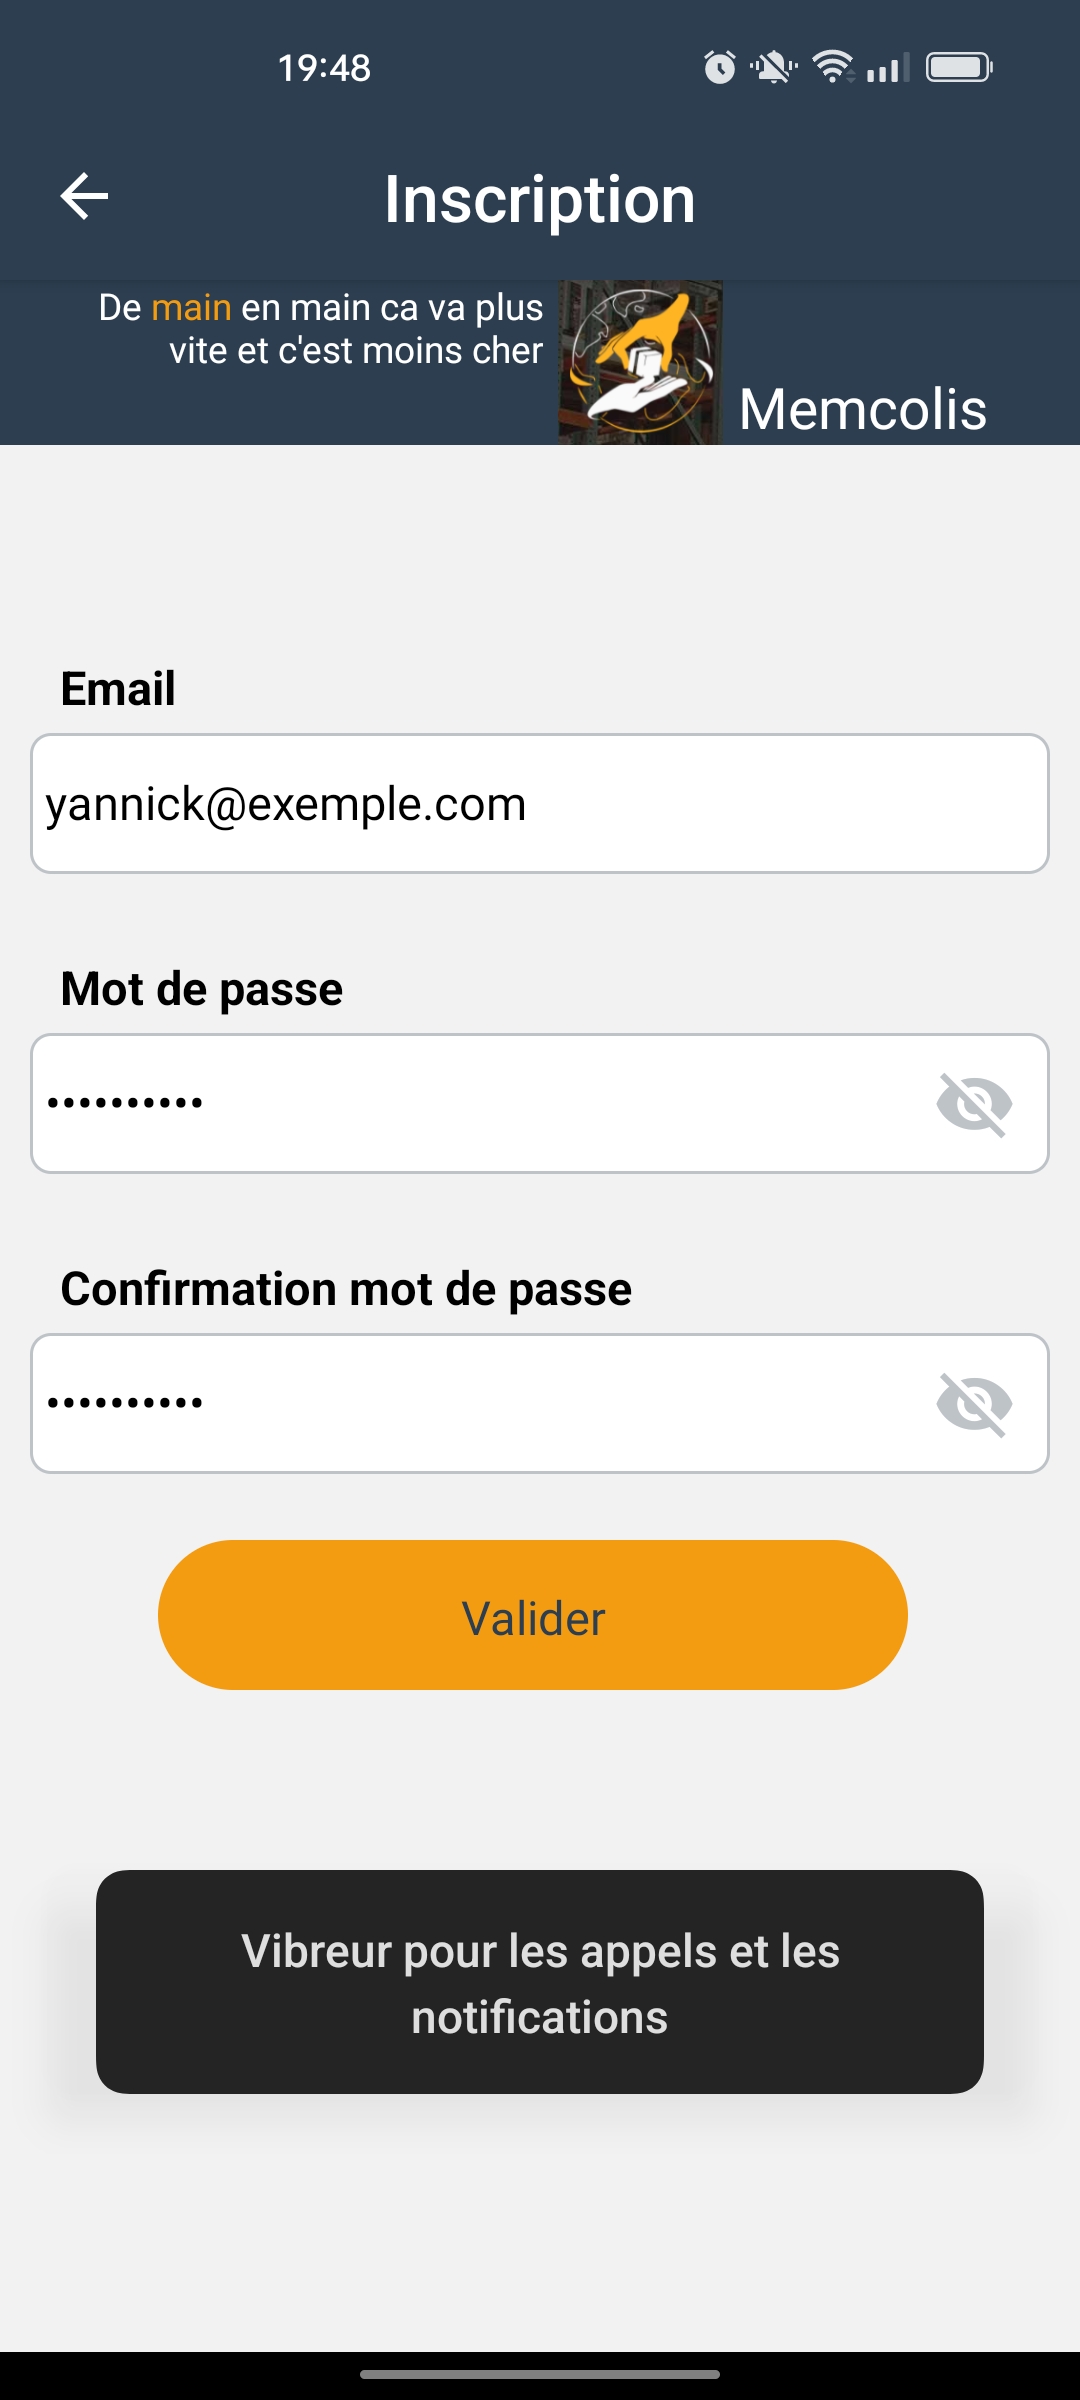 19:48
Inscription
De main en main ca va plus
vite et c'est moins cher
Memcolis
Email
yannick@exemple.com
Mot de passe
••••••••••
Confirmation mot de passe
••••••••••
Valider
Vibreur pour les appels et les
notifications